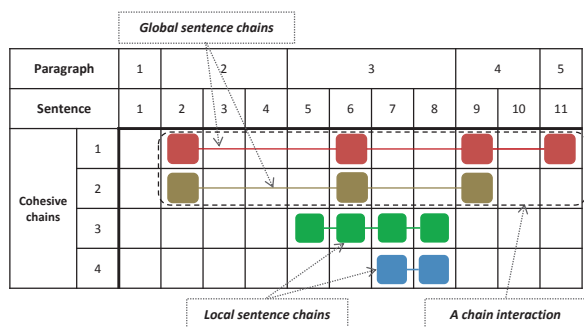 Global sentence chains
Paragraph 1 2 3 4 5
Sentence 1 2 3 4 5 6 7 8 9 10 11
Cohesive
chains
1
2
3
4
Local sentence chains
A chain interaction